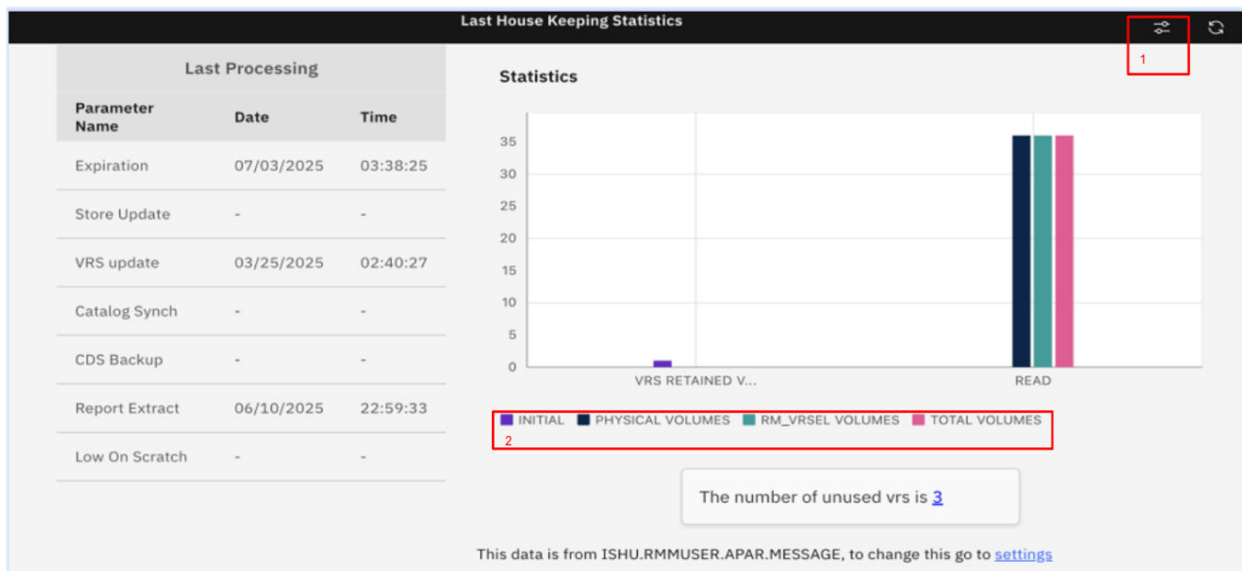 Last House Keeping Statistics
1
Last Processing
Parameter Name Date Time
Expiration 07/03/2025 03:38:25
Store Update - -
VRS update 03/25/2025 02:40:27
Catalog Synch - -
CDS Backup - -
Report Extract 06/10/2025 22:59:33
Low On Scratch - -
Statistics
35
30
25
20
15
10
5
0
VRS RETAINED V... READ
INITIAL PHYSICAL VOLUMES RM_VRSEL VOLUMES TOTAL VOLUMES
2
The number of unused vrs is 3
This data is from ISHU.RMMUSER.APAR.MESSAGE, to change this go to settings